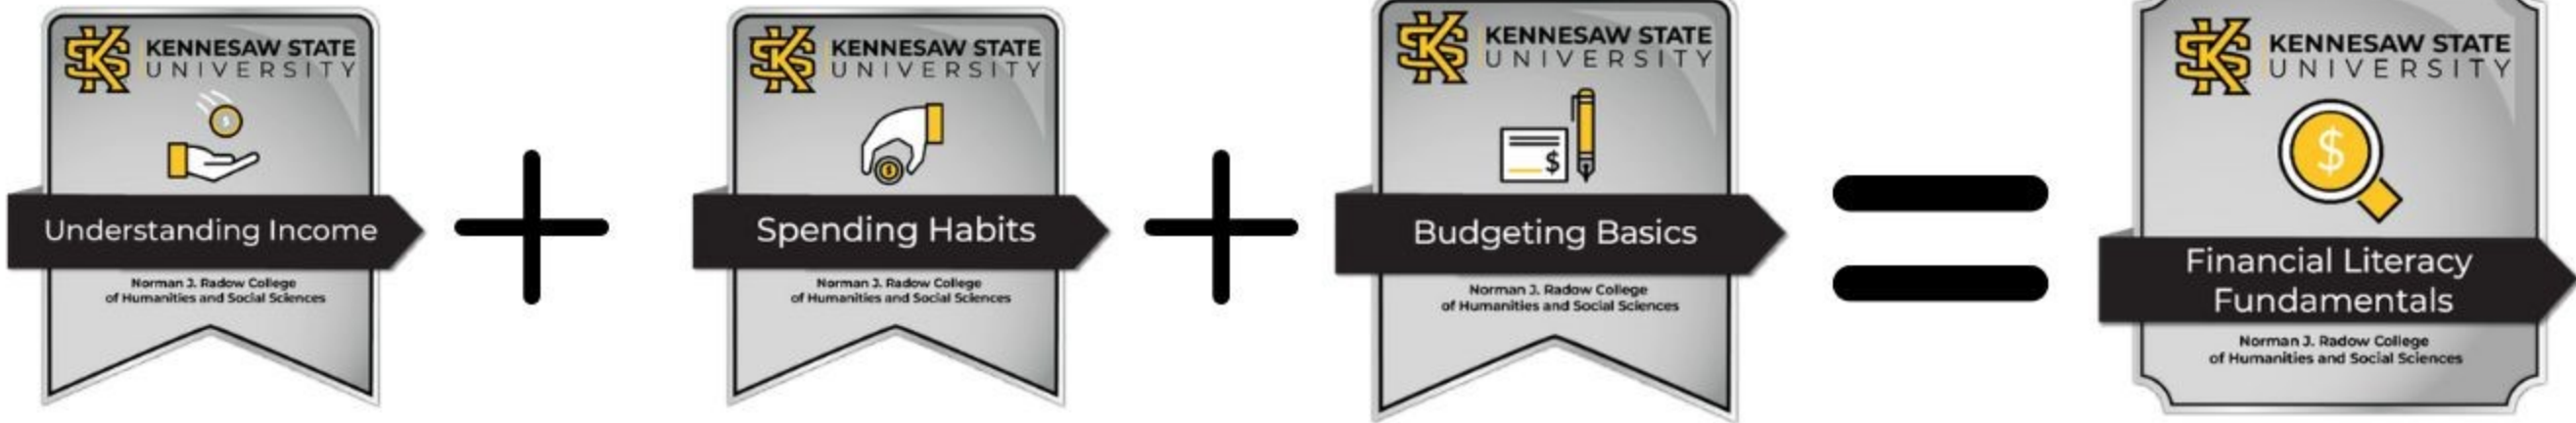 KENNESAW STATE
UNIVERSITY
$
Understanding Income
Norman J. Radow College
of Humanities and Social Sciences
+
KENNESAW STATE
UNIVERSITY
$
Spending Habits
Norman J. Radow College
of Humanities and Social Sciences
+
KENNESAW STATE
UNIVERSITY
$
Budgeting Basics
Norman J. Radow College
of Humanities and Social Sciences
=
KENNESAW STATE
UNIVERSITY
$
Financial Literacy
Fundamentals
Norman J. Radow College
of Humanities and Social Sciences